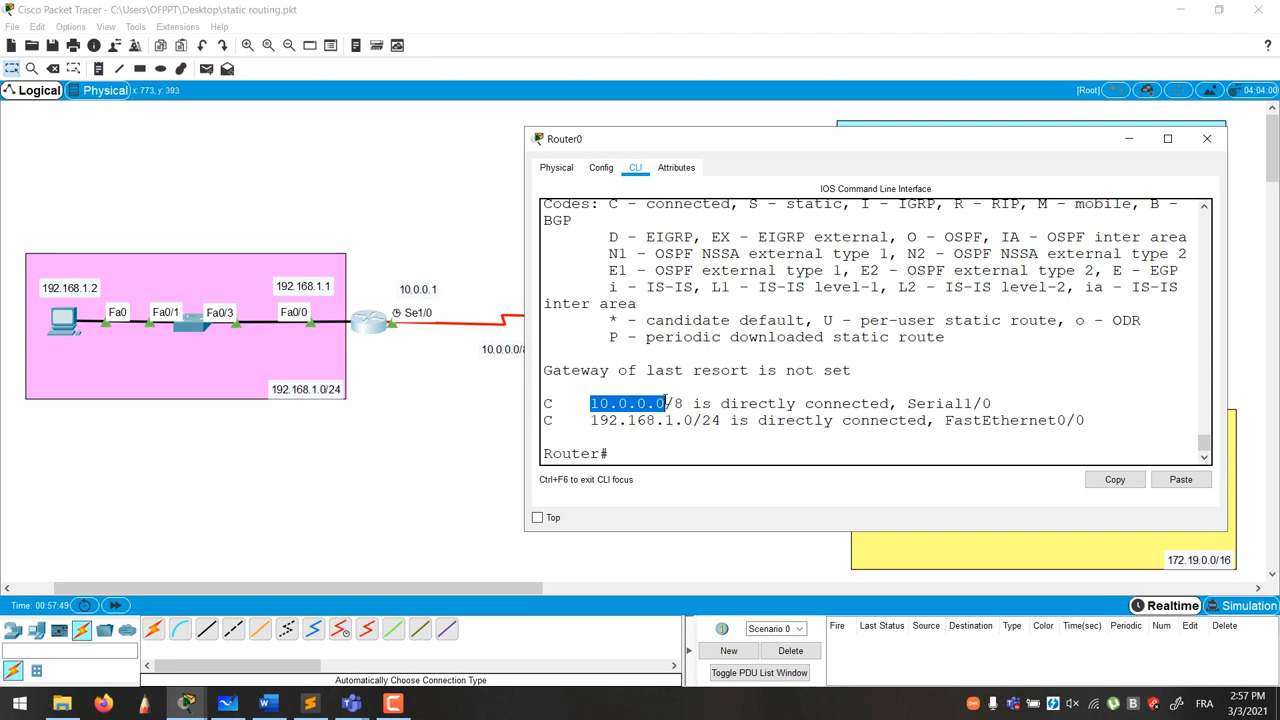 Cisco Packet Tracer - C:\Users\OFPPT\Desktop\static routing.pkt
File Edit Options View Tools Extensions Help
Logical Physical x: 773, y: 393 [Root] 04:04:00
Router0
Physical Config CLI Attributes
IOS Command Line Interface
Codes: C - connected, S - static, I - IGRP, R - RIP, M - mobile, B -
BGP
D - EIGRP, EX - EIGRP external, O - OSPF, IA - OSPF inter area
N1 - OSPF NSSA external type 1, N2 - OSPF NSSA external type 2
E1 - OSPF external type 1, E2 - OSPF external type 2, E - EGP
i - IS-IS, L1 - IS-IS level-1, L2 - IS-IS level-2, ia - IS-IS
inter area
* - candidate default, U - per-user static route, o - ODR
P - periodic downloaded static route
Gateway of last resort is not set
C 10.0.0.0/8 is directly connected, Serial1/0
C 192.168.1.0/24 is directly connected, FastEthernet0/0
Router#
Ctrl+F6 to exit CLI focus
Copy Paste
Top
192.168.1.2
192.168.1.1
10.0.0.1
Fa0 Fa0/1 Fa0/3 Fa0/0 Se1/0
10.0.0.0/8
192.168.1.0/24
172.19.0.0/16
Time: 00:57:49
Realtime Simulation
Scenario 0
New Delete
Toggle PDU List Window
Fire Last Status Source Destination Type Color Time(sec) Periodic Num Edit Delete
Automatically Choose Connection Type
FRA
2:57 PM
3/3/2021